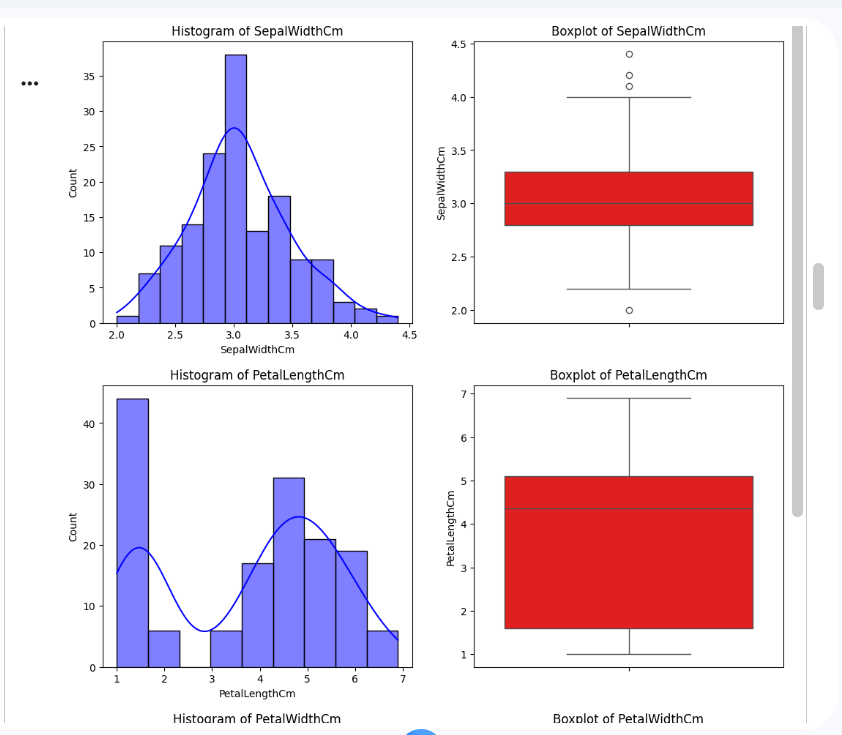 Histogram of SepalWidthCm
Boxplot of SepalWidthCm
35
30
25
20
15
10
5
0
Count
2.0 2.5 3.0 3.5 4.0 4.5
SepalWidthCm
4.5
4.0
3.5
3.0
2.5
2.0
SepalWidthCm
Histogram of PetalLengthCm
Boxplot of PetalLengthCm
40
30
20
10
0
Count
1 2 3 4 5 6 7
PetalLengthCm
7
6
5
4
3
2
1
PetalLengthCm
Histogram of PetalWidthCm
Boxplot of PetalWidthCm